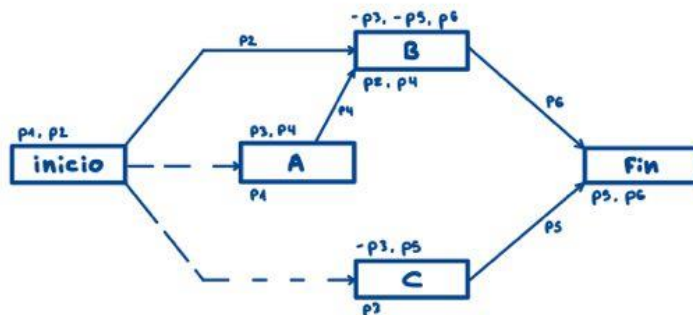 -p3, -p5, p6
B
p2, p4
p2
p4
p6
p1, p2
inicio
p3, p4
A
p1
Fin
p5, p6
-p3, p5
C
p3
p5